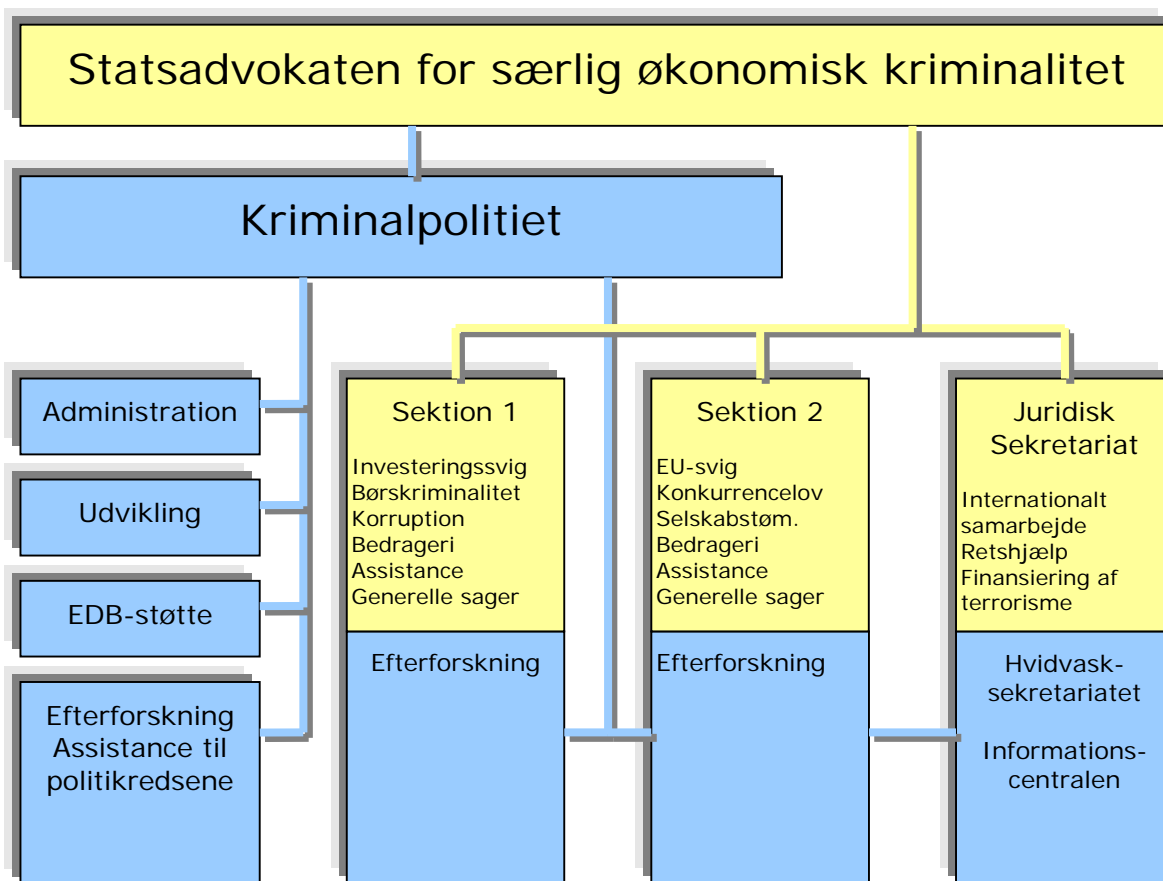 Statsadvokaten for særlig økonomisk kriminalitet
Kriminalpolitiet
Administration
Udvikling
EDB-støtte
Efterforskning
Assistance til
politikredsene
Sektion 1
Investeringssvig
Børskriminalitet
Korruption
Bedrageri
Assistance
Generelle sager
Efterforskning
Sektion 2
EU-svig
Konkurrencelov
Selskabstøm.
Bedrageri
Assistance
Generelle sager
Efterforskning
Juridisk
Sekretariat
Internationalt
samarbejde
Retshjælp
Finansiering af
terrorisme
Hvidvask-
sekretariatet
Informations-
centralen